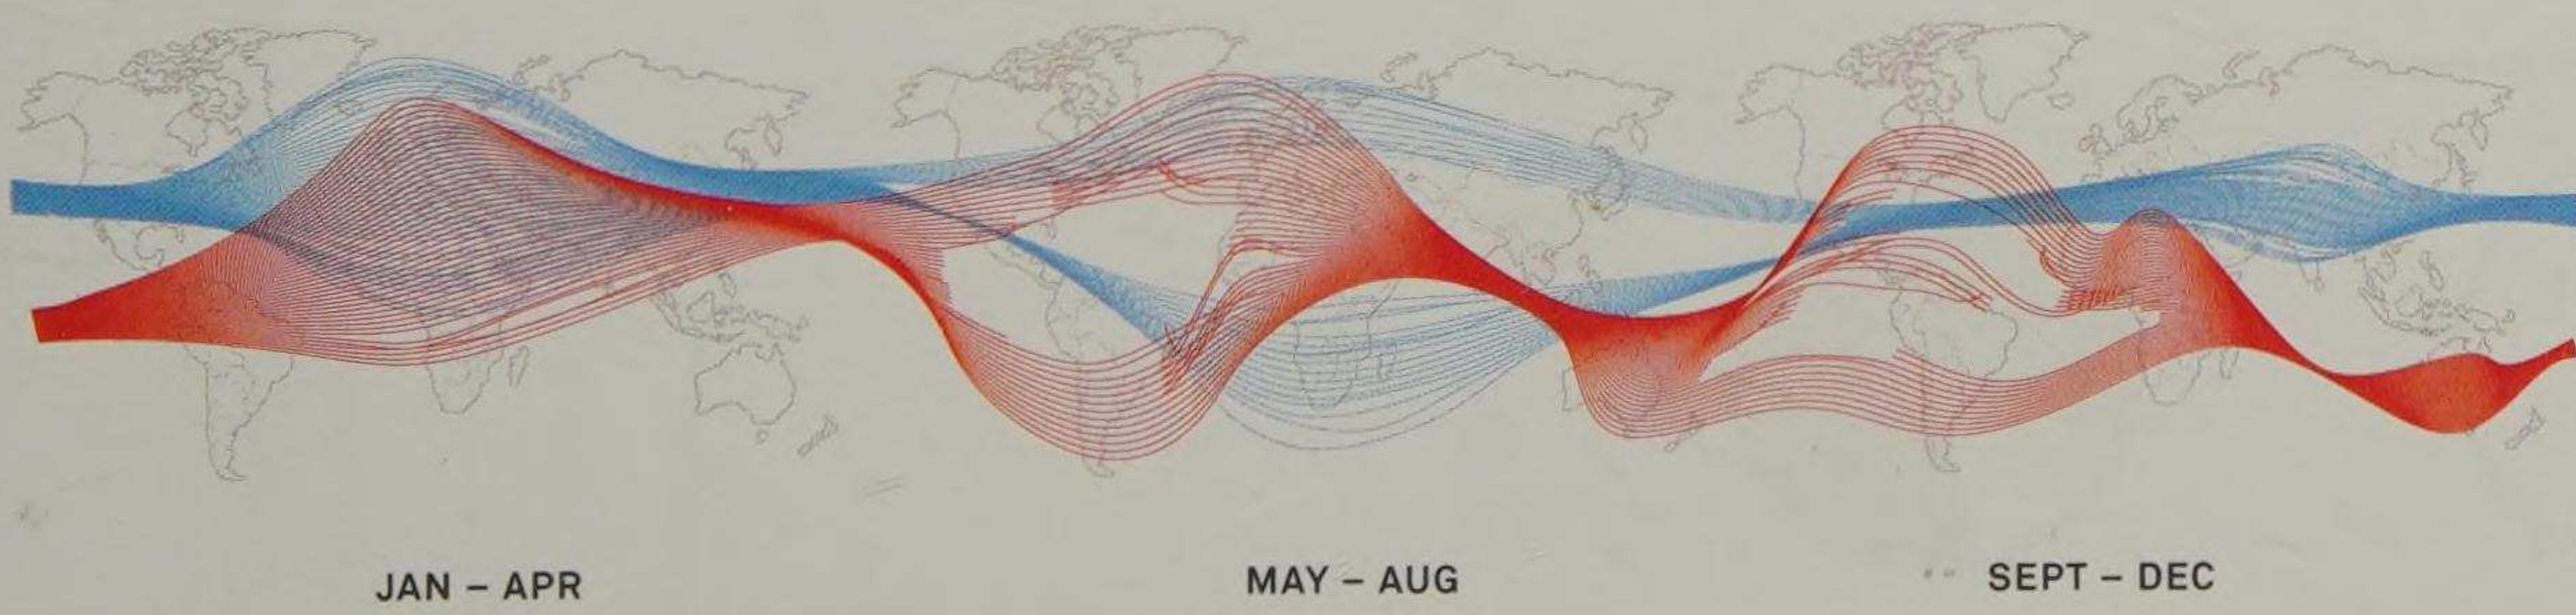 JAN – APR
MAY – AUG
SEPT – DEC